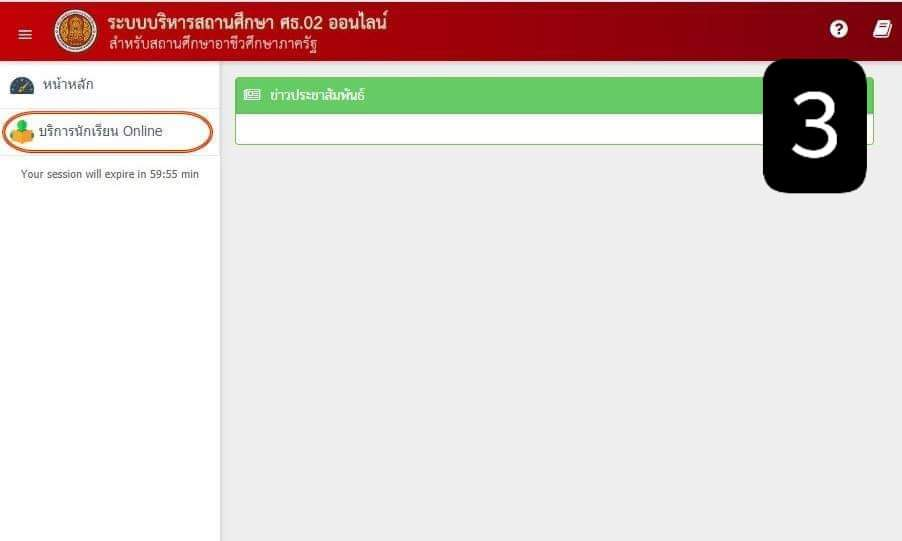 ระบบบริหารสถานศึกษา ศธ.02 ออนไลน์
สำหรับสถานศึกษาอาชีวศึกษาภาครัฐ
หน้าหลัก
บริการนักเรียน Online
Your session will expire in 59:55 min
ข่าวประชาสัมพันธ์
3